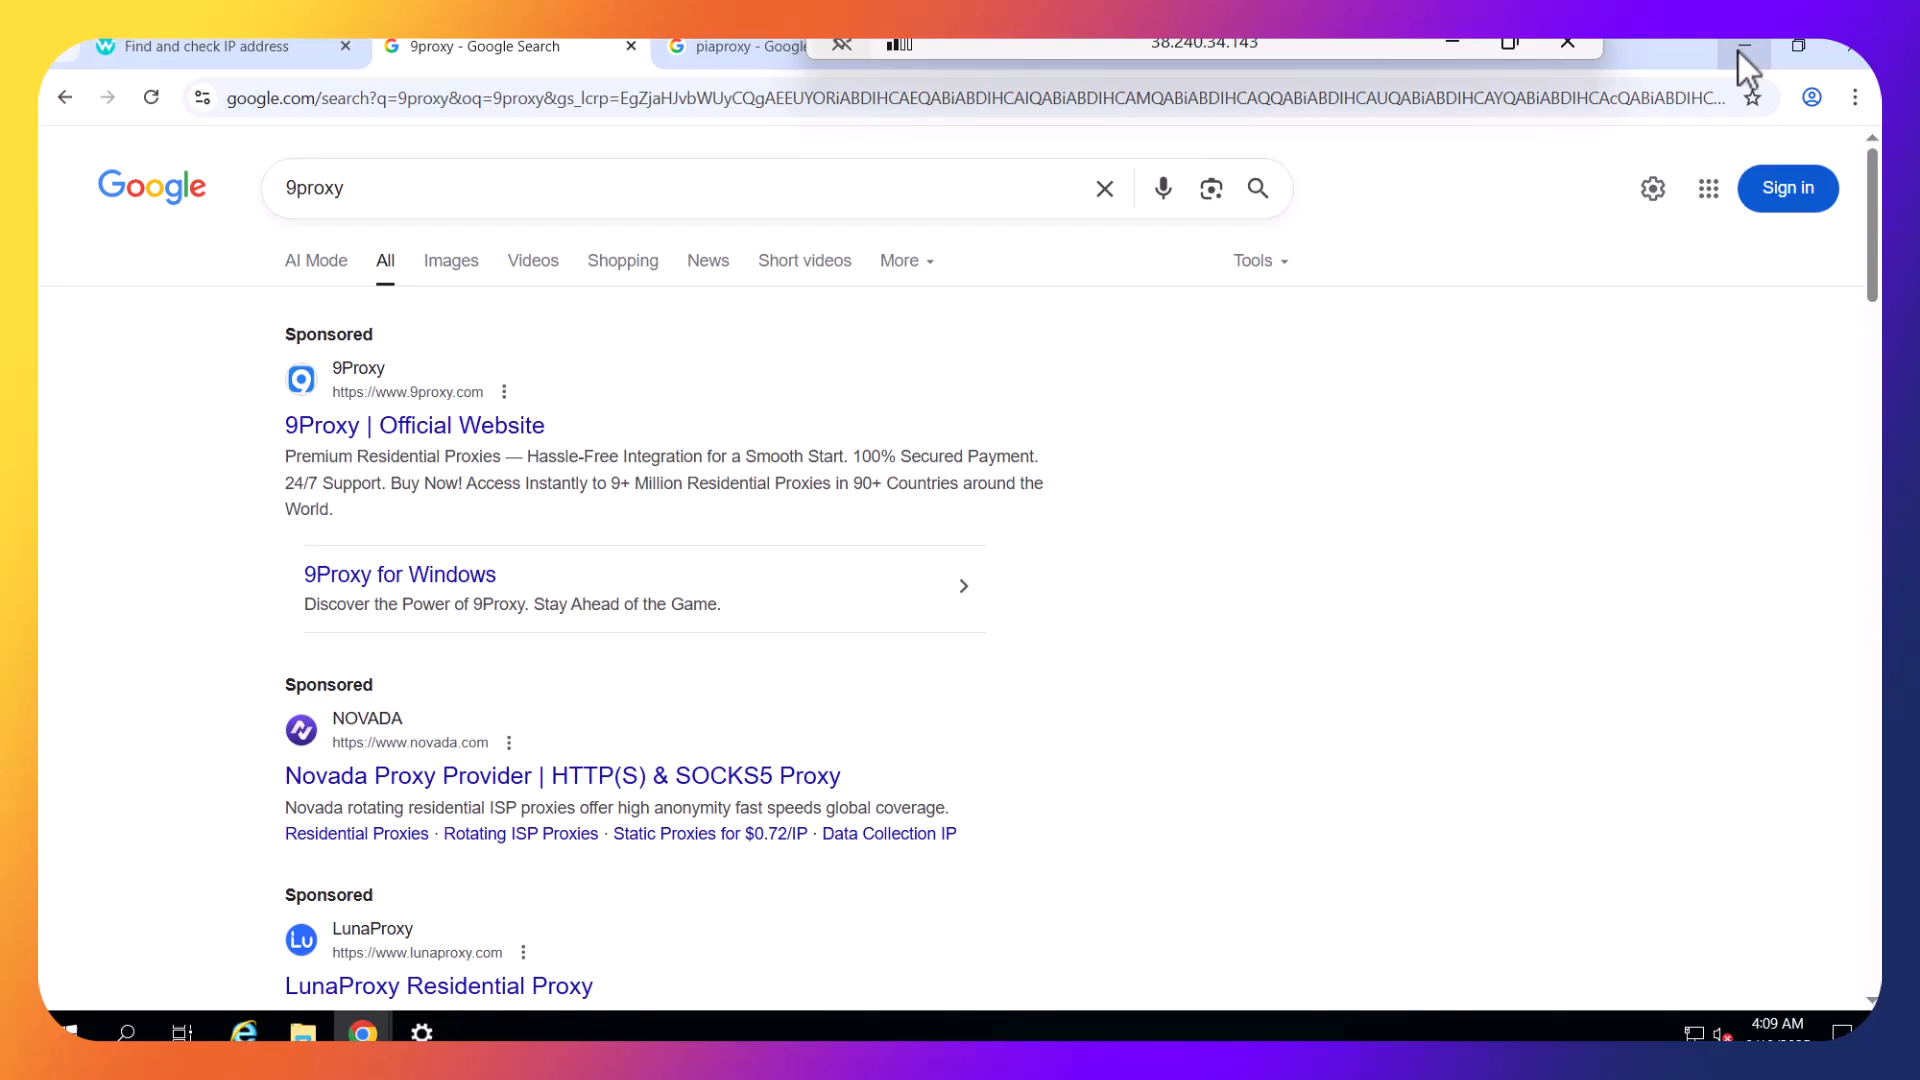 Find and check IP address
9proxy - Google Search
piaproxy - Google
38.240.34.143
google.com/search?q=9proxy&oq=9proxy&gs_lcrp=EgZjaHJvbWUyCQgAEEUYORiABDIHCAEQABiABDIHCAIQABiABDIHCAMQABiABDIHCAQQABiABDIHCAUQABiABDIHCAYQABiABDIHCAcQABiABDIHC...
Google
9proxy
Sign in
AI Mode
All
Images
Videos
Shopping
News
Short videos
More
Tools
Sponsored
9Proxy
https://www.9proxy.com
9Proxy | Official Website
Premium Residential Proxies — Hassle-Free Integration for a Smooth Start. 100% Secured Payment.
24/7 Support. Buy Now! Access Instantly to 9+ Million Residential Proxies in 90+ Countries around the
World.
9Proxy for Windows
Discover the Power of 9Proxy. Stay Ahead of the Game.
Sponsored
NOVADA
https://www.novada.com
Novada Proxy Provider | HTTP(S) & SOCKS5 Proxy
Novada rotating residential ISP proxies offer high anonymity fast speeds global coverage.
Residential Proxies · Rotating ISP Proxies · Static Proxies for $0.72/IP · Data Collection IP
Sponsored
Lu
LunaProxy
https://www.lunaproxy.com
LunaProxy Residential Proxy
4:09 AM